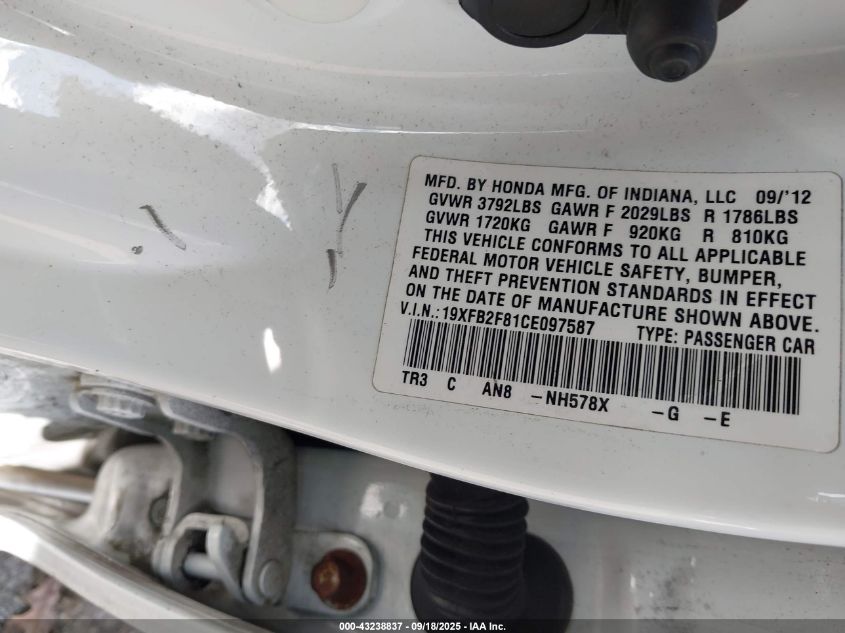 MFD. BY HONDA MFG. OF INDIANA, LLC 09/'12
GVWR 3792LBS GAWR F 2029LBS R 1786LBS
GVWR 1720KG GAWR F 920KG R 810KG
THIS VEHICLE CONFORMS TO ALL APPLICABLE
FEDERAL MOTOR VEHICLE SAFETY, BUMPER,
AND THEFT PREVENTION STANDARDS IN EFFECT
ON THE DATE OF MANUFACTURE SHOWN ABOVE.
V.I.N.:19XFB2F81CE097587 TYPE: PASSENGER CAR
TR3 C AN8 -NH578X -G -E
000-43238837 - 09/18/2025 - IAA Inc.